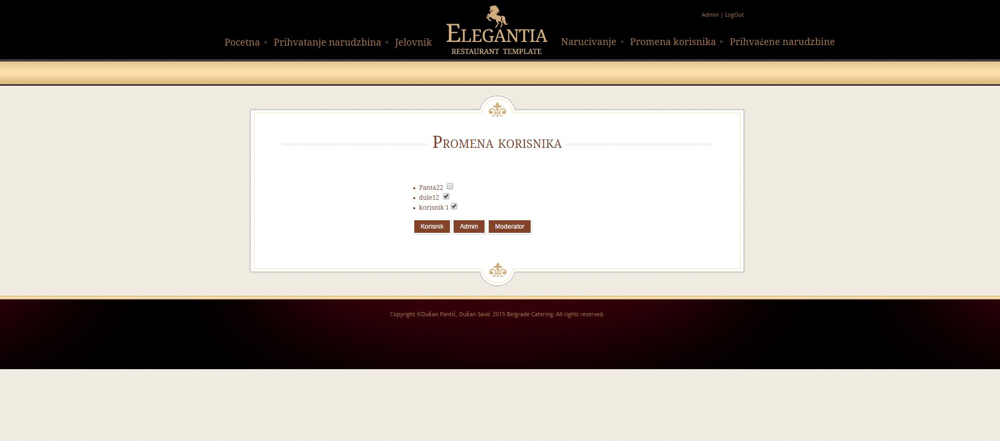 Admin | LogOut
Pocetna Prihvatanje narudzbina Jelovnik
ELEGANTIA
RESTAURANT TEMPLATE
Narucivanje Promena korisnika Prihvaćene narudzbine
PROMENA KORISNIKA
Panta22
dule12
korisnik 1
Korisnik Admin Moderator
Copyright ©Dušan Pantić, Dušan Savić 2015 Belgrade Catering. All rights reserved.